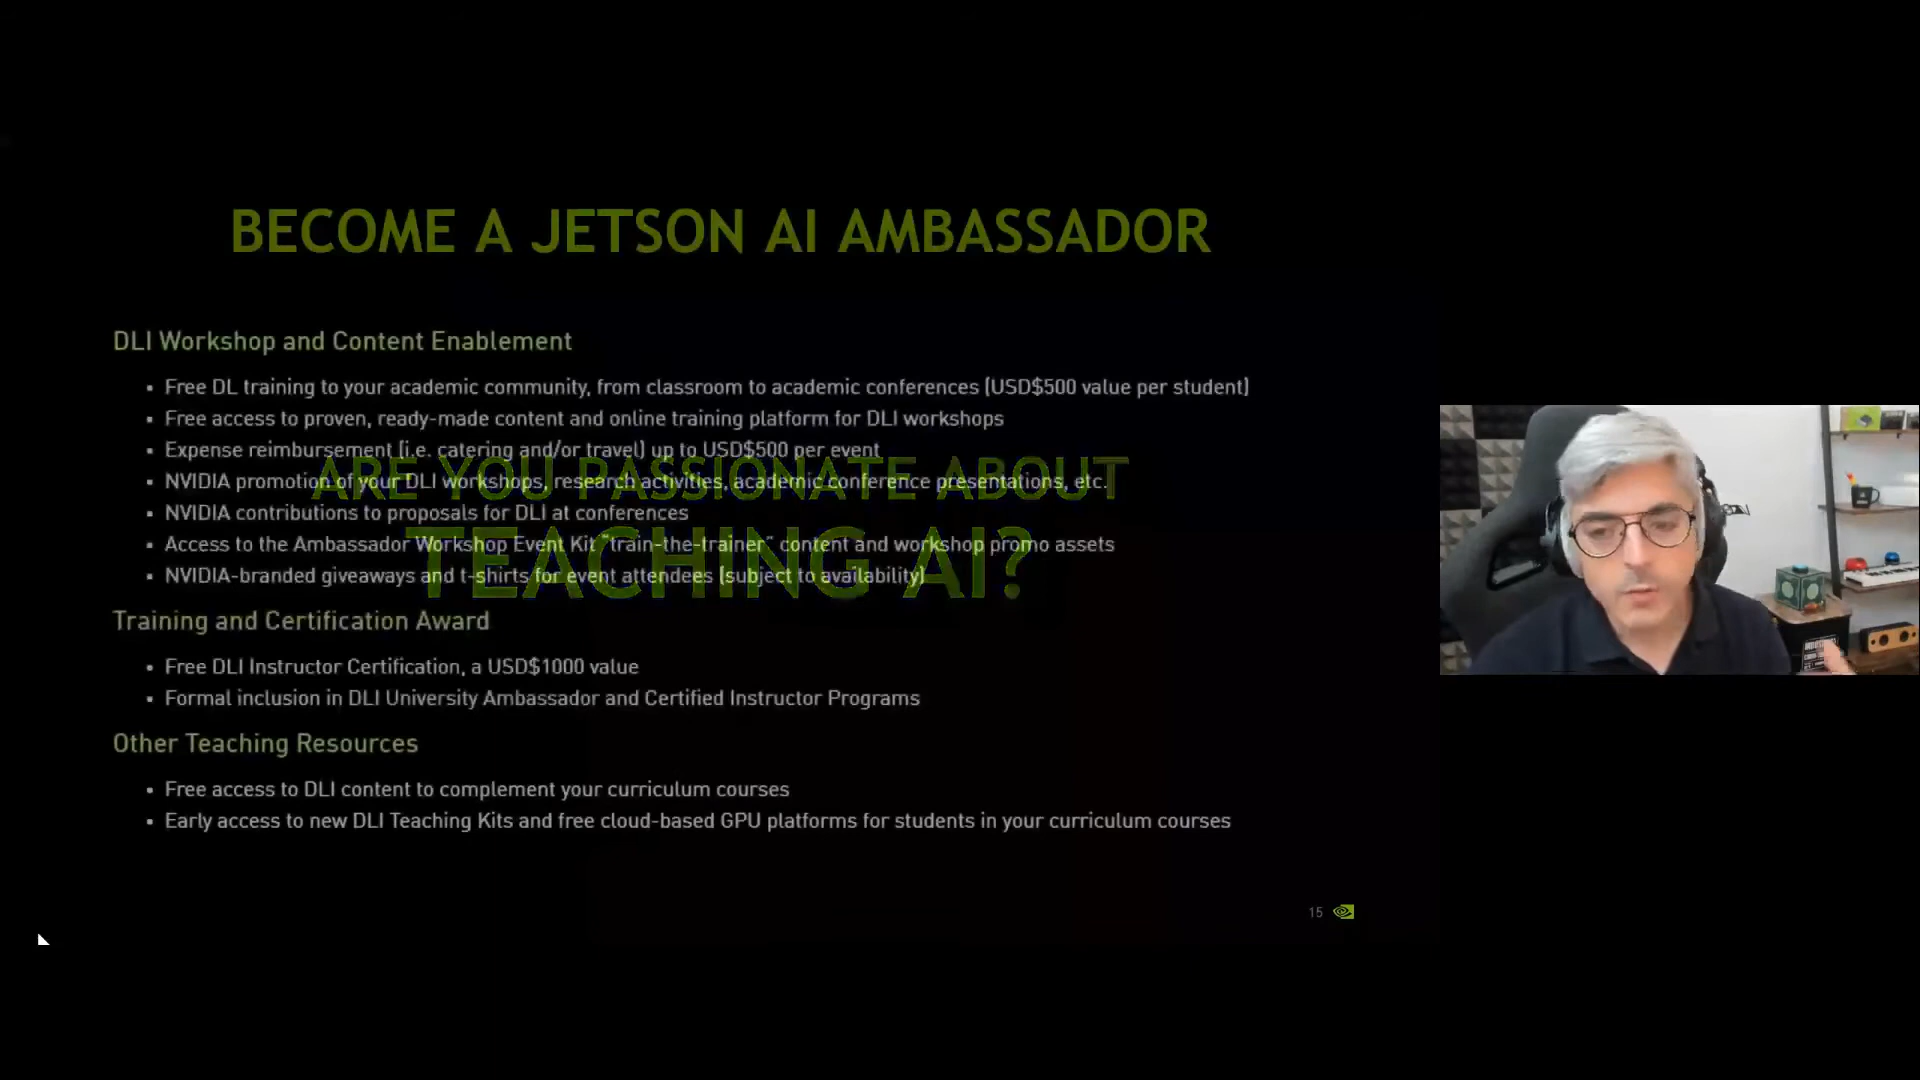 BECOME A JETSON AI AMBASSADOR
DLI Workshop and Content Enablement
▪ Free DL training to your academic community, from classroom to academic conferences (USD$500 value per student)
▪ Free access to proven, ready-made content and online training platform for DLI workshops
▪ Expense reimbursement (i.e. catering and/or travel) up to USD$500 per event
▪ NVIDIA promotion of your DLI workshops, research activities, academic conference presentations, etc.
ARE YOU PASSIONATE ABOUT
▪ NVIDIA contributions to proposals for DLI at conferences
▪ Access to the Ambassador Workshop Event Kit "train-the-trainer" content and workshop promo assets
TEACHING AI?
▪ NVIDIA-branded giveaways and t-shirts for event attendees (subject to availability)
Training and Certification Award
▪ Free DLI Instructor Certification, a USD$1000 value
▪ Formal inclusion in DLI University Ambassador and Certified Instructor Programs
Other Teaching Resources
▪ Free access to DLI content to complement your curriculum courses
▪ Early access to new DLI Teaching Kits and free cloud-based GPU platforms for students in your curriculum courses
15